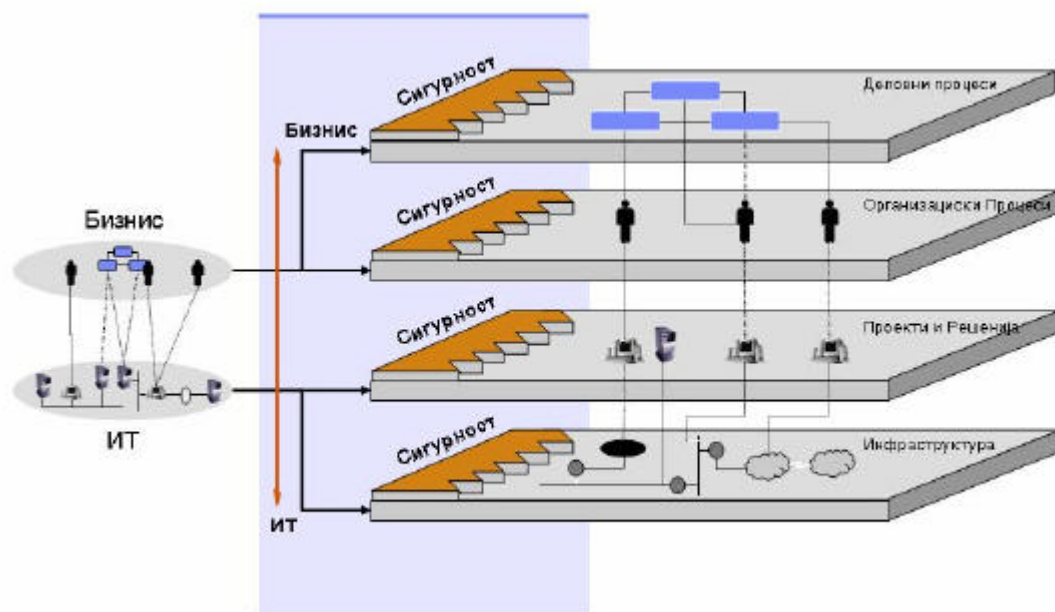 Сигурност
Деловни процеси
Бизнис
Сигурност
Организациски Процеси
Бизнис
Сигурност
Проекти и Решенија
ИТ
Сигурност
Инфраструктура
ИТ